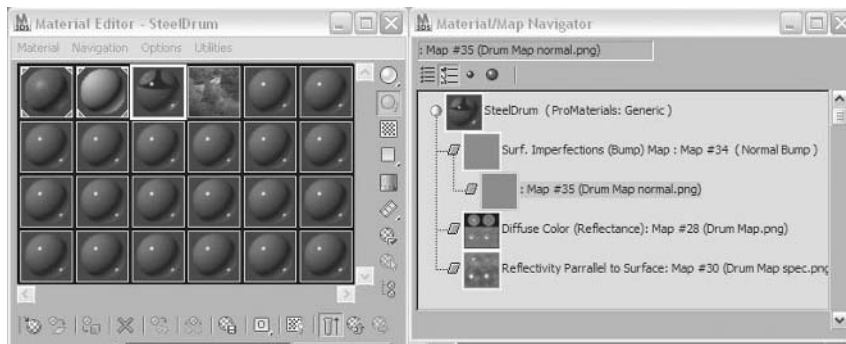 Material Editor - SteelDrum
Material Navigation Options Utilities
Material/Map Navigator
: Map #35 (Drum Map normal.png)
SteelDrum ( ProMaterials: Generic )
Surf. Imperfections (Bump) Map : Map #34 ( Normal Bump )
: Map #35 (Drum Map normal.png)
Diffuse Color (Reflectance): Map #28 (Drum Map.png)
Reflectivity Parrallel to Surface: Map #30 (Drum Map spec.png